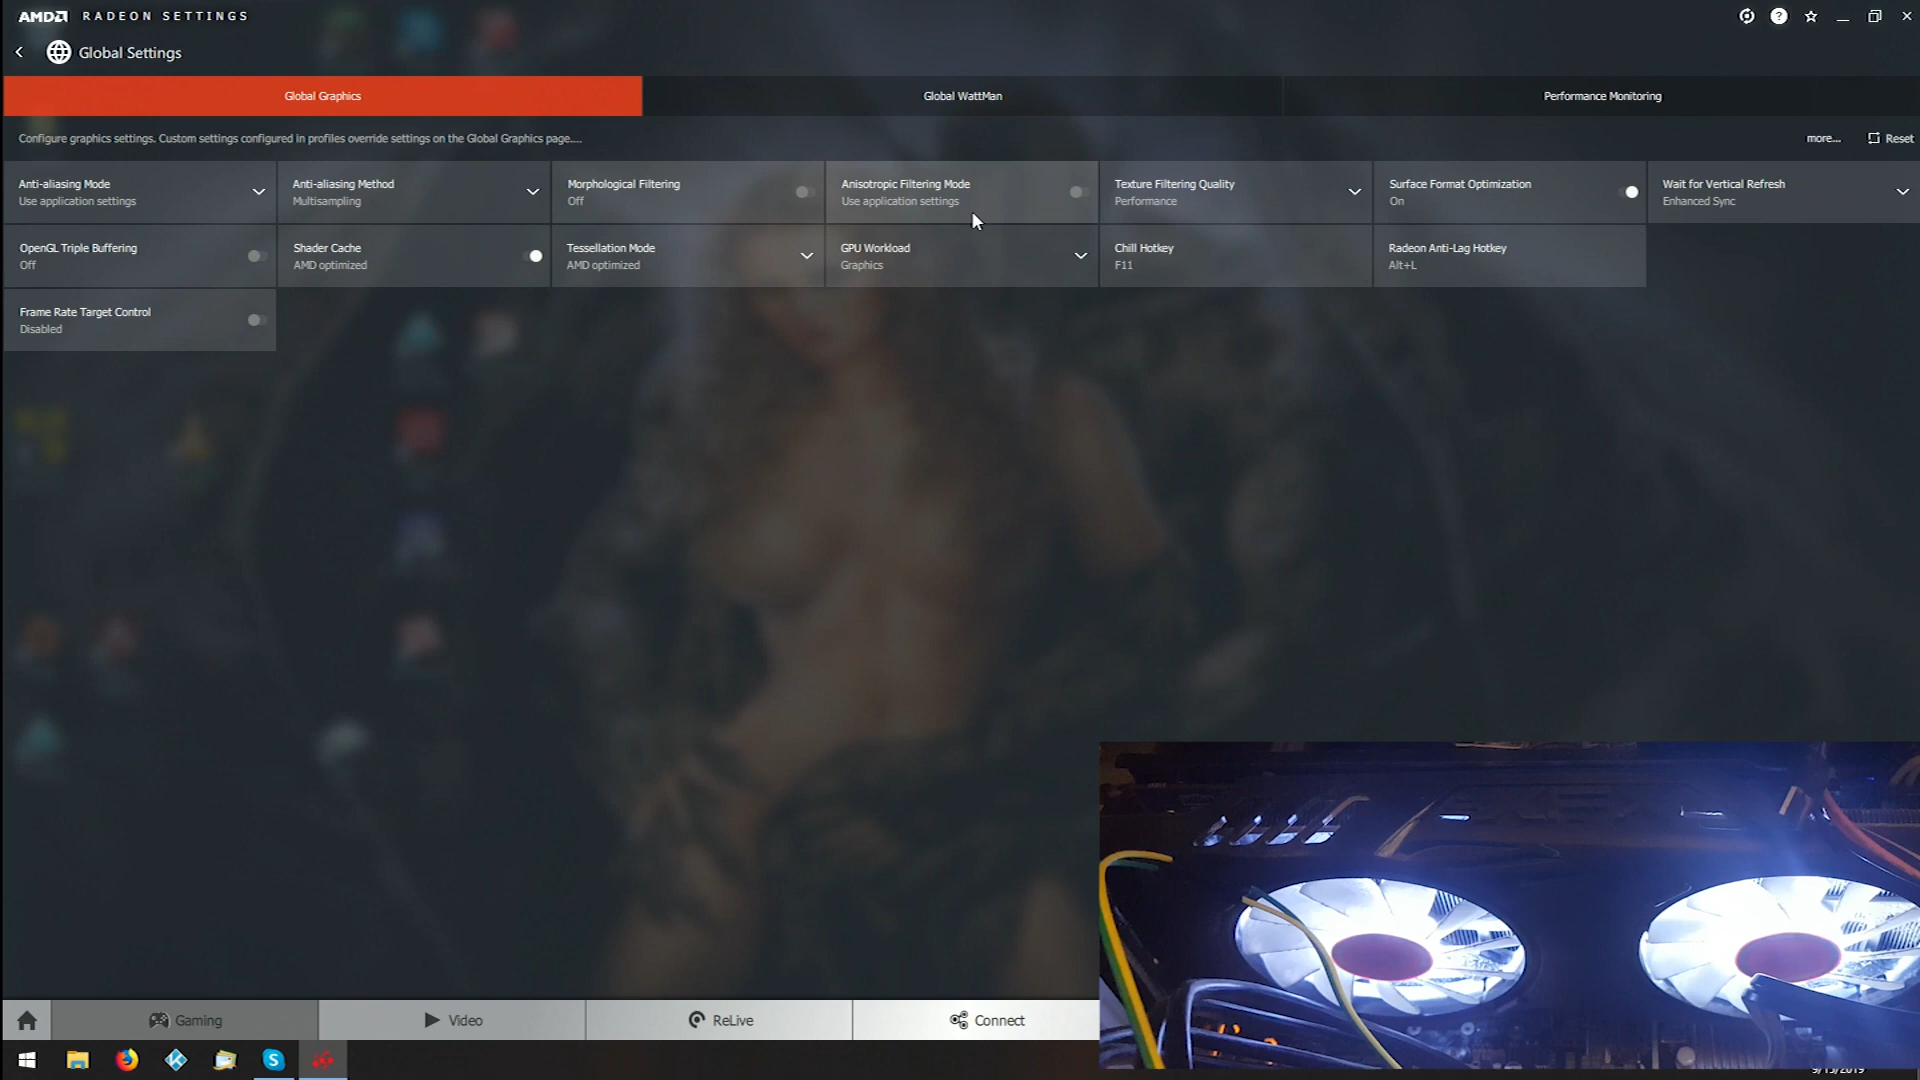 AMD RADEON SETTINGS
Global Settings
Global Graphics
Global WattMan
Performance Monitoring
Configure graphics settings. Custom settings configured in profiles override settings on the Global Graphics page....
more...
Reset
Anti-aliasing Mode
Use application settings
Anti-aliasing Method
Multisampling
Morphological Filtering
Off
Anisotropic Filtering Mode
Use application settings
Texture Filtering Quality
Performance
Surface Format Optimization
On
Wait for Vertical Refresh
Enhanced Sync
OpenGL Triple Buffering
Off
Shader Cache
AMD optimized
Tessellation Mode
AMD optimized
GPU Workload
Graphics
Chill Hotkey
F11
Radeon Anti-Lag Hotkey
Alt+L
Frame Rate Target Control
Disabled
Gaming
Video
ReLive
Connect